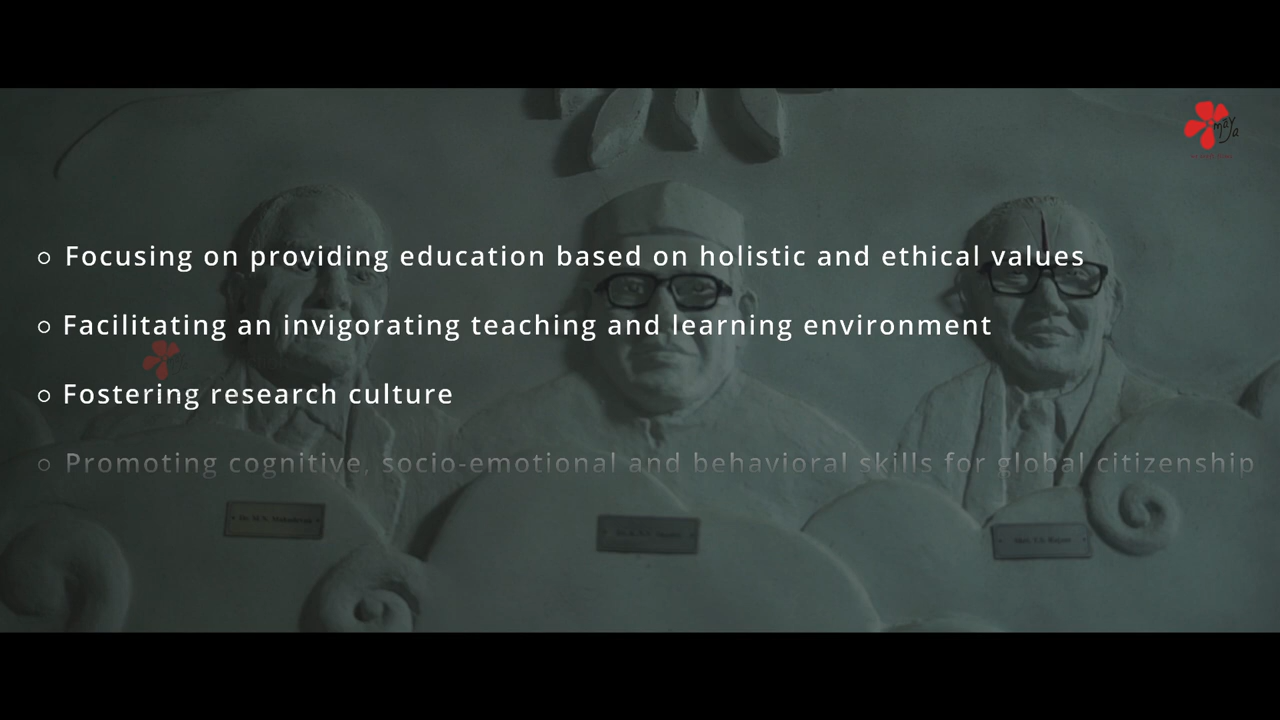 maya
○ Focusing on providing education based on holistic and ethical values
○ Facilitating an invigorating teaching and learning environment
○ Fostering research culture
○ Promoting cognitive, socio-emotional and behavioral skills for global citizenship